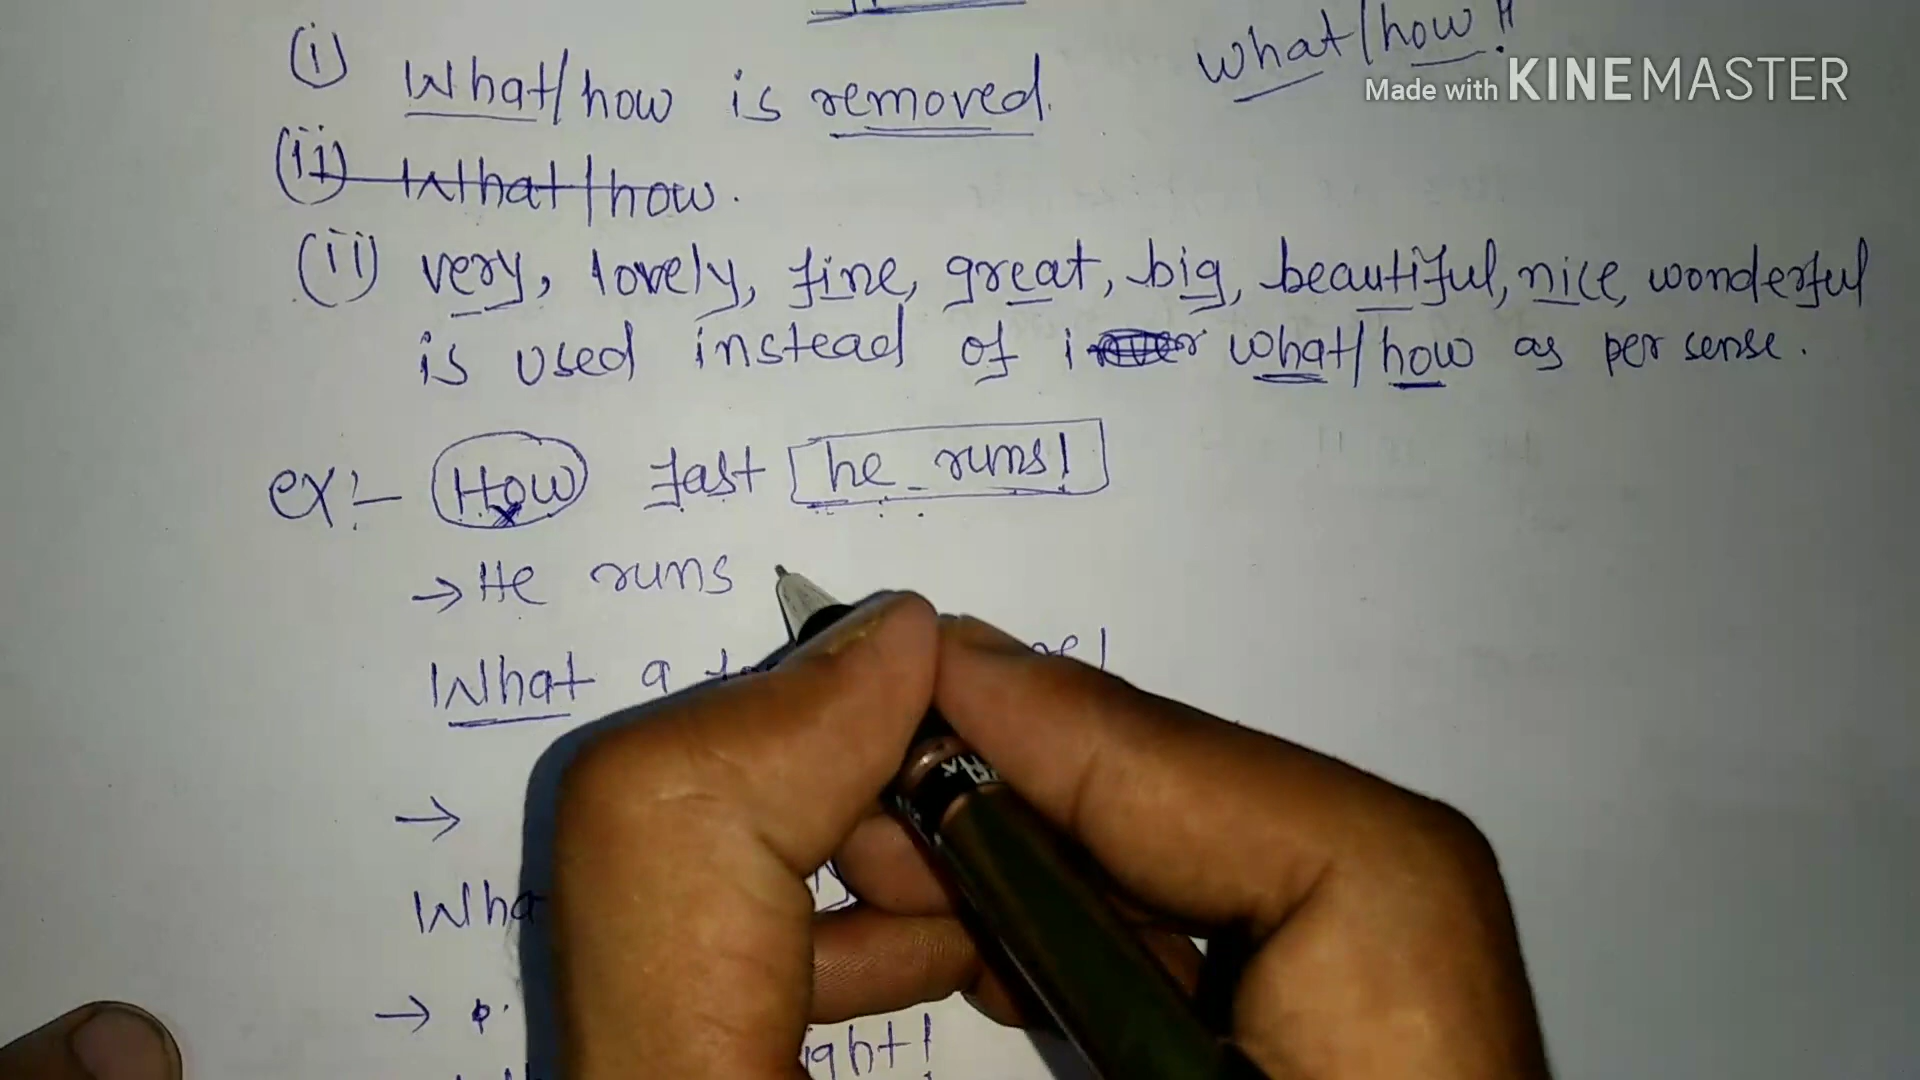 what/how!!
Made with KINEMASTER
(i) What/how is removed.
(ii) What/how.
(ii) very, lovely, fine, great, big, beautiful, nice, wonderful
is used instead of what/how as per sense.
ex:- How fast he runs!
→ He runs
What a
→
→